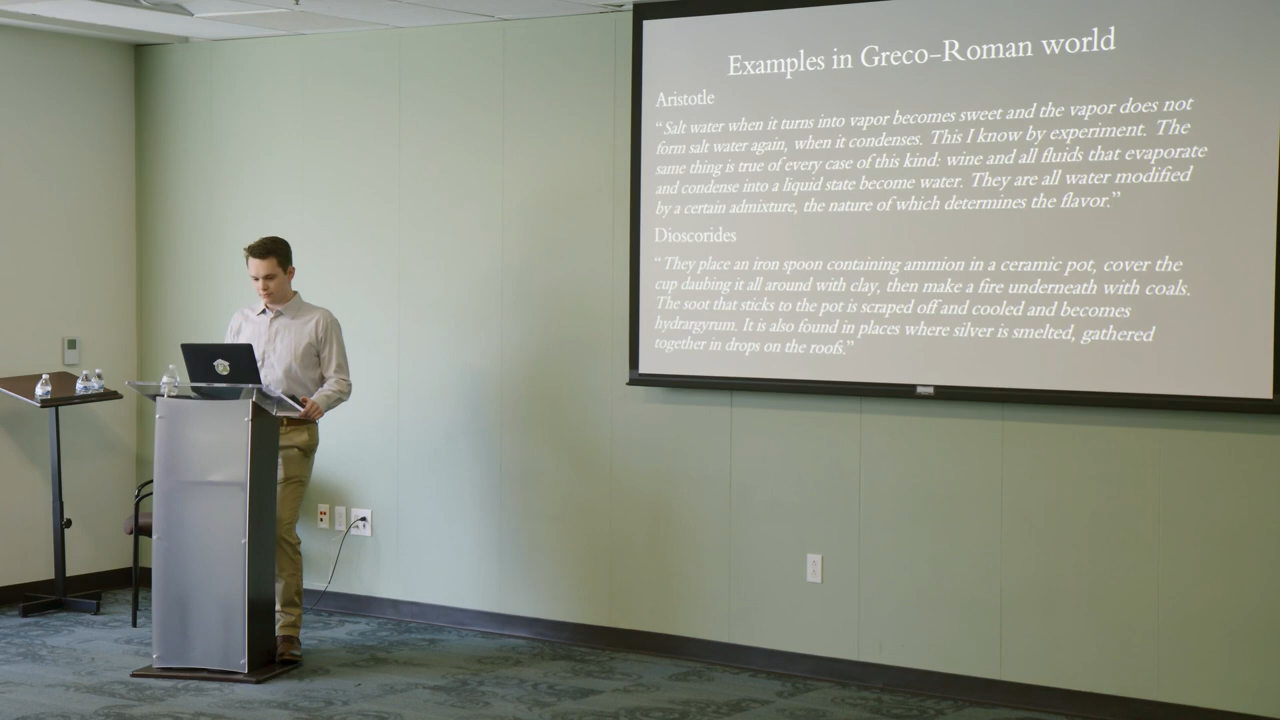 Examples in Greco-Roman world
Aristotle
“Salt water when it turns into vapor becomes sweet and the vapor does not
form salt water again, when it condenses. This I know by experiment. The
same thing is true of every case of this kind: wine and all fluids that evaporate
and condense into a liquid state become water. They are all water modified
by a certain admixture, the nature of which determines the flavor.”
Dioscorides
“They place an iron spoon containing ammion in a ceramic pot, cover the
cup daubing it all around with clay, then make a fire underneath with coals.
The soot that sticks to the pot is scraped off and cooled and becomes
hydrargyrum. It is also found in places where silver is smelted, gathered
together in drops on the roofs.”